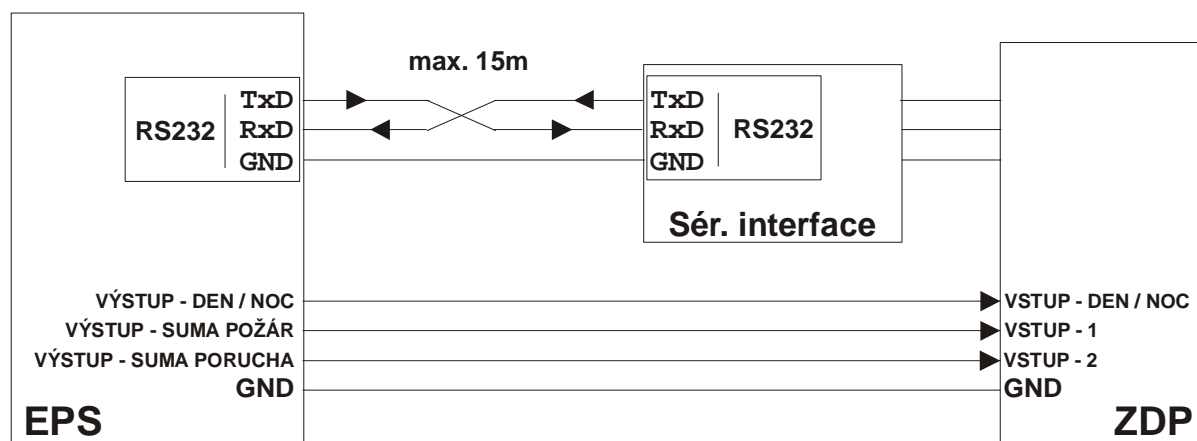 max. 15m
RS232
TxD
RxD
GND
TxD
RxD
GND
RS232
Sér. interface
VÝSTUP - DEN / NOC
VSTUP - DEN / NOC
VÝSTUP - SUMA POŽÁR
VSTUP - 1
VÝSTUP - SUMA PORUCHA
VSTUP - 2
GND
GND
EPS
ZDP